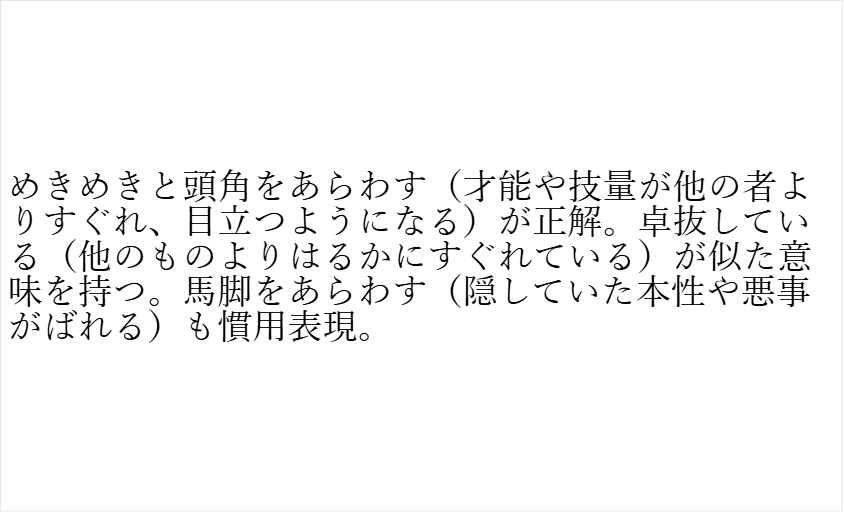 めきめきと頭角をあらわす（才能や技量が他の者よ
りすぐれ、目立つようになる）が正解。卓抜してい
る（他のものよりはるかにすぐれている）が似た意
味を持つ。馬脚をあらわす（隠していた本性や悪事
がばれる）も慣用表現。